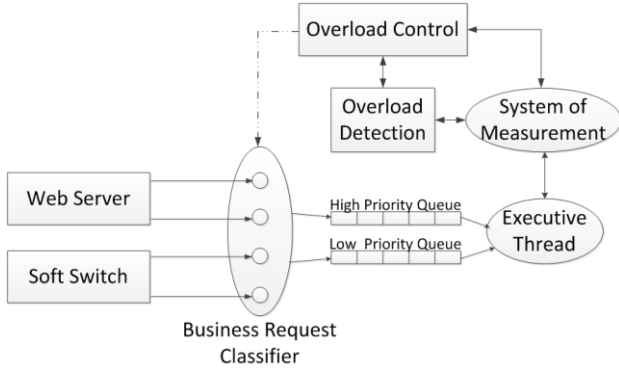 Overload Control
Overload
Detection
System of
Measurement
Web Server
High Priority Queue
Executive
Thread
Low Priority Queue
Soft Switch
Business Request
Classifier